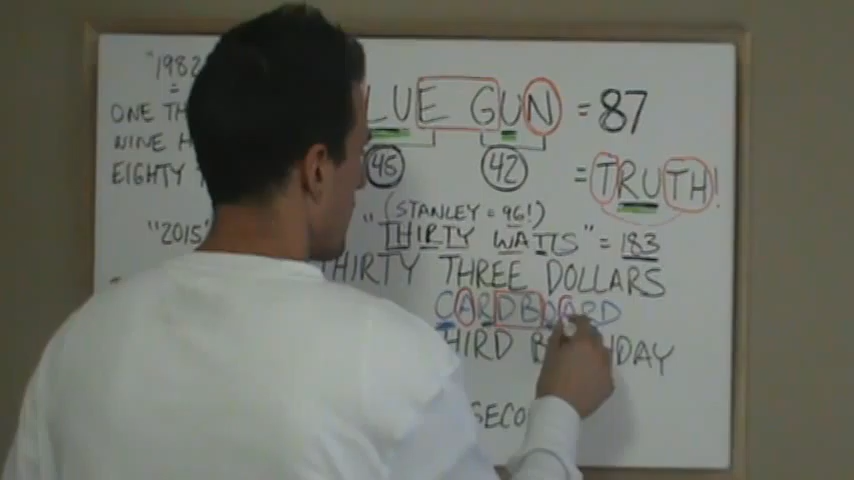 "1982
ONE TH
NINE H
EIGHTY
"2015"
LUE GUN = 87
45 42
= TRUTH!
(STANLEY = 96!)
"THIRTY WATTS" = 183
THIRTY THREE DOLLARS
CARDBOARD
HIRD B DAY
SECO